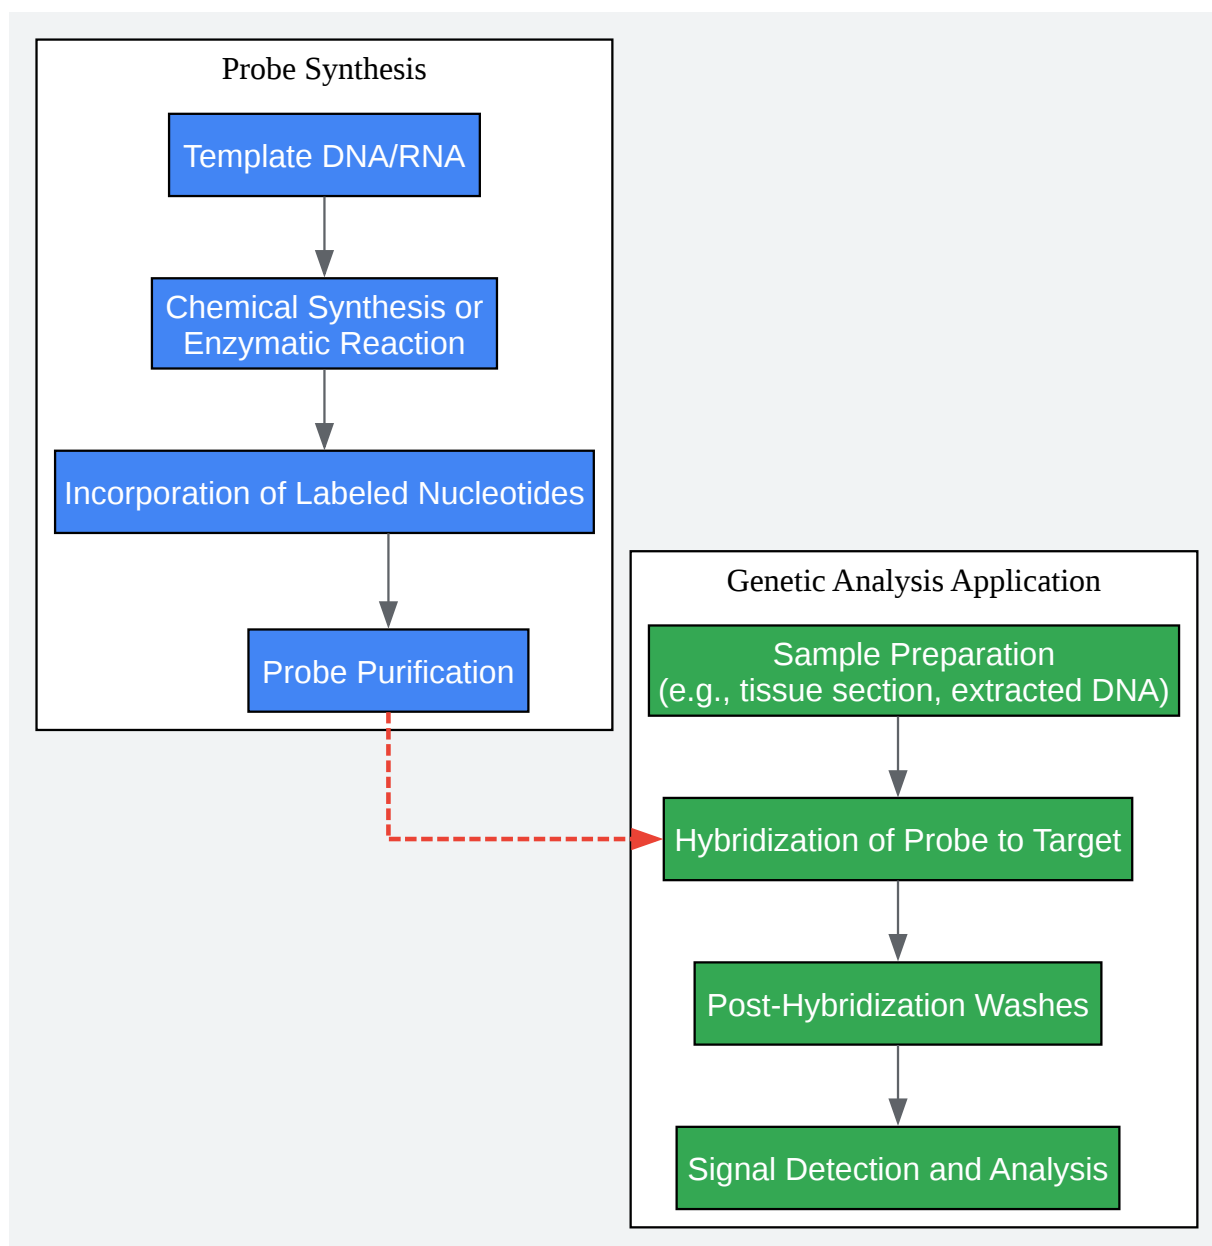 Probe Synthesis
Template DNA/RNA
Chemical Synthesis or
Enzymatic Reaction
Incorporation of Labeled Nucleotides
Probe Purification
Genetic Analysis Application
Sample Preparation
(e.g., tissue section, extracted DNA)
Hybridization of Probe to Target
Post-Hybridization Washes
Signal Detection and Analysis